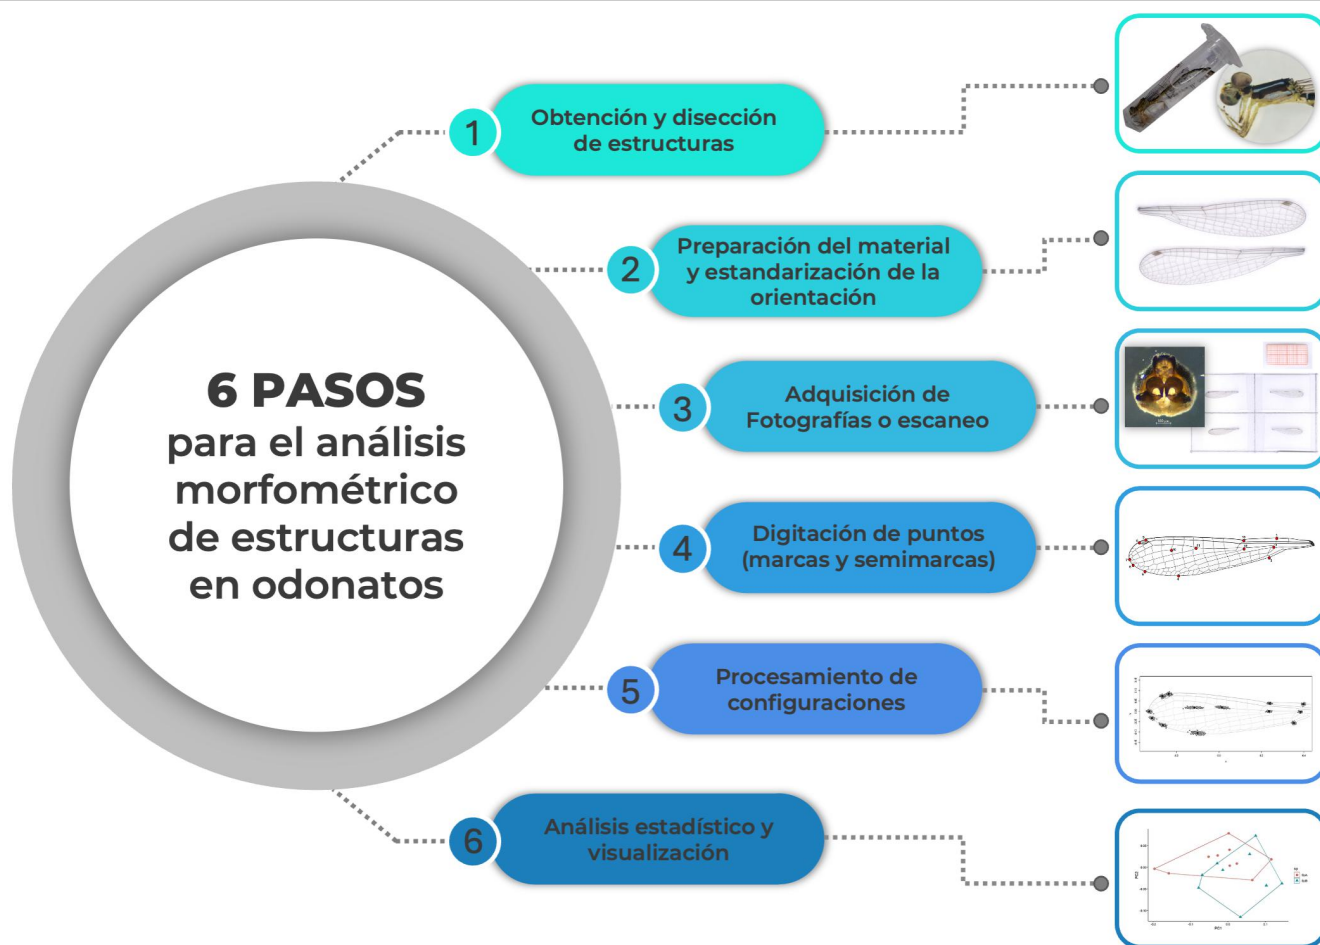 6 PASOS
para el análisis
morfométrico
de estructuras
en odonatos
1
Obtención y disección
de estructuras
2
Preparación del material
y estandarización de la
orientación
3
Adquisición de
Fotografías o escaneo
4
Digitación de puntos
(marcas y semimarcas)
5
Procesamiento de
configuraciones
6
Análisis estadístico y
visualización
PC2
PC1